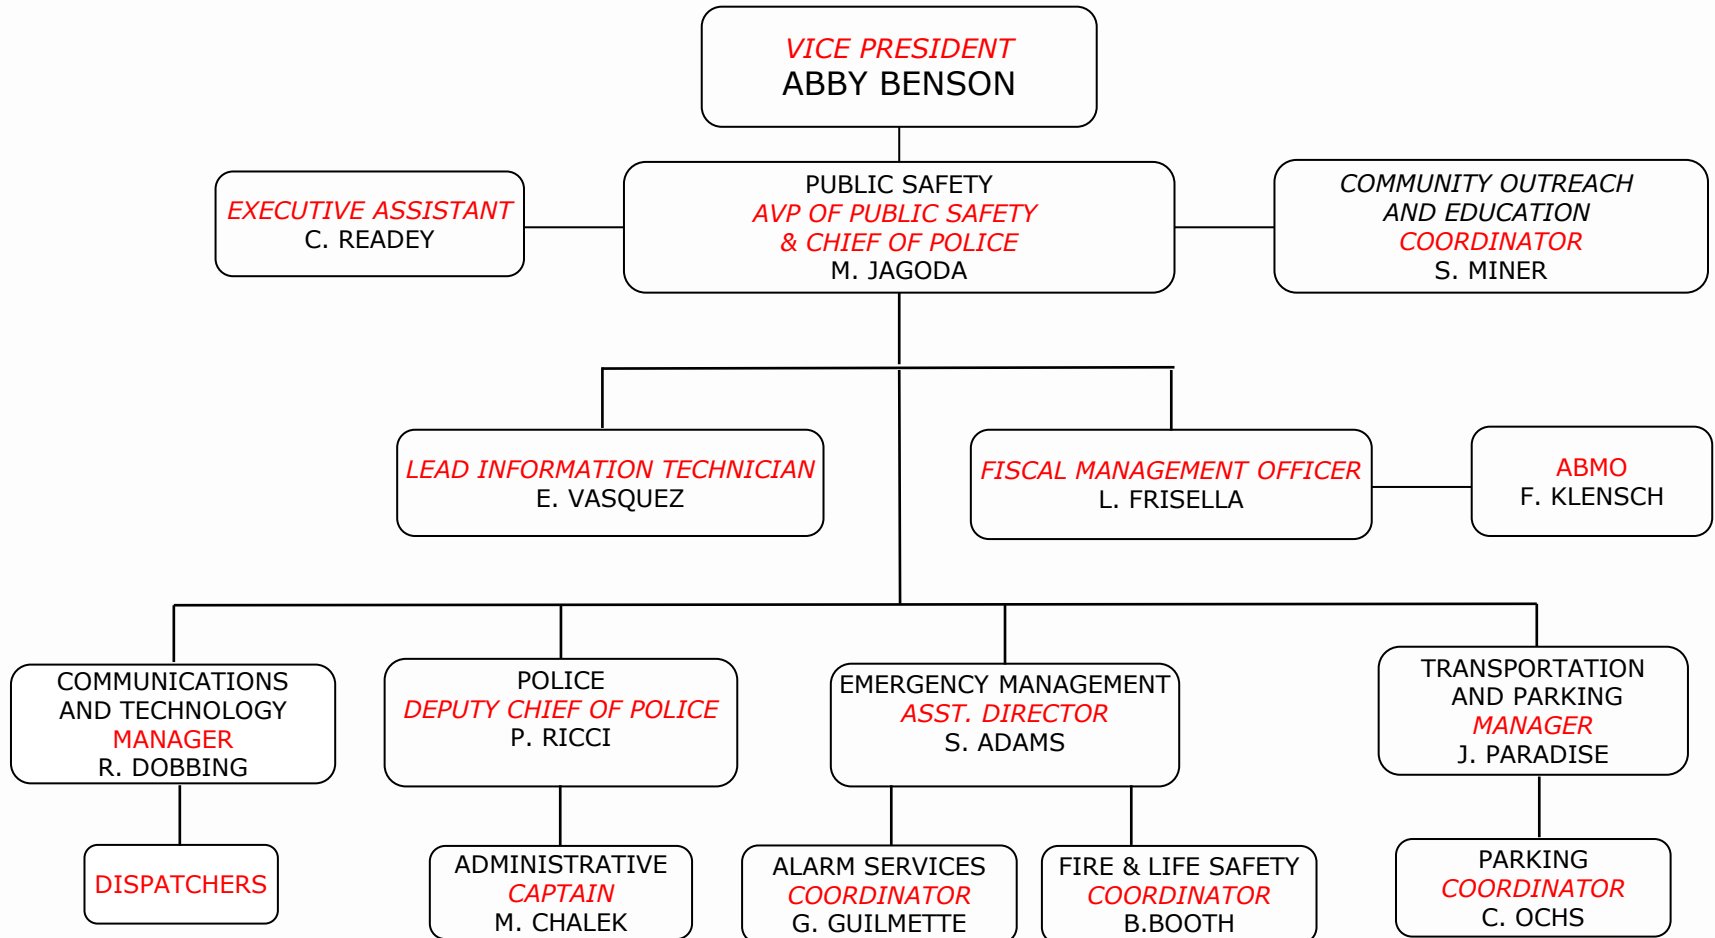 VICE PRESIDENT
ABBY BENSON
EXECUTIVE ASSISTANT
C. READEY
PUBLIC SAFETY
AVP OF PUBLIC SAFETY
& CHIEF OF POLICE
M. JAGODA
COMMUNITY OUTREACH
AND EDUCATION
COORDINATOR
S. MINER
LEAD INFORMATION TECHNICIAN
E. VASQUEZ
FISCAL MANAGEMENT OFFICER
L. FRISELLA
ABMO
F. KLENSCH
COMMUNICATIONS
AND TECHNOLOGY
MANAGER
R. DOBBING
POLICE
DEPUTY CHIEF OF POLICE
P. RICCI
EMERGENCY MANAGEMENT
ASST. DIRECTOR
S. ADAMS
TRANSPORTATION
AND PARKING
MANAGER
J. PARADISE
DISPATCHERS
ADMINISTRATIVE
CAPTAIN
M. CHALEK
ALARM SERVICES
COORDINATOR
G. GUILMETTE
FIRE & LIFE SAFETY
COORDINATOR
B.BOOTH
PARKING
COORDINATOR
C. OCHS